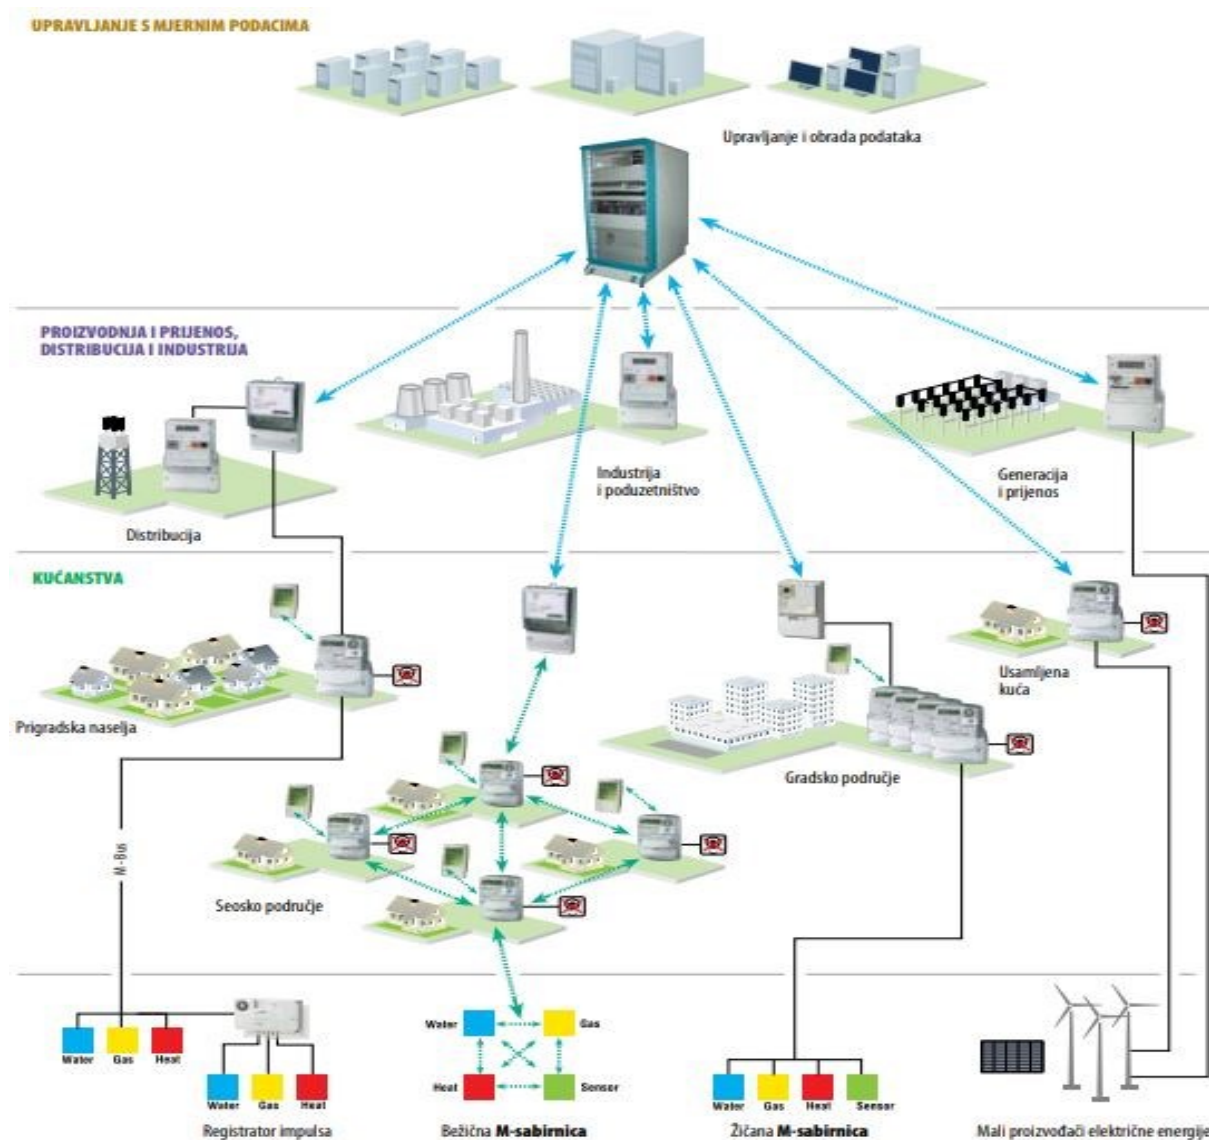 UPRAVLJANJE S MJERNIM PODACIMA
Upravljanje i obrada podataka
PROIZVODNJA I PRIJENOS,
DISTRIBUCIJA I INDUSTRIJA
Industrija
i poduzetništvo
Generacija
i prijenos
Distribucija
KUĆANSTVA
Usamljena
kuća
Prigradska naselja
Gradsko područje
M-Bus
Seosko područje
Water
Gas
Heat
Water
Gas
Heat
Registrator impulsa
Water
Gas
Heat
Sensor
Bežična M-sabirnica
Water
Gas
Heat
Sensor
Žičana M-sabirnica
Mali proizvođači električne energije